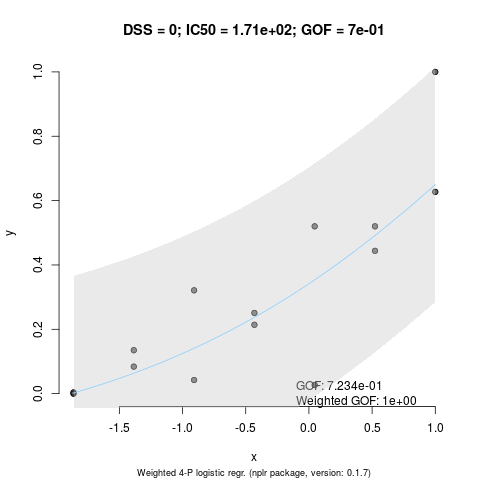 DSS = 0; IC50 = 1.71e+02; GOF = 7e-01
1.0
0.8
0.6
y
0.4
0.2
0.0
GOF: 7.234e-01
Weighted GOF: 1e+00
-1.5 -1.0 -0.5 0.0 0.5 1.0
x
Weighted 4-P logistic regr. (nplr package, version: 0.1.7)